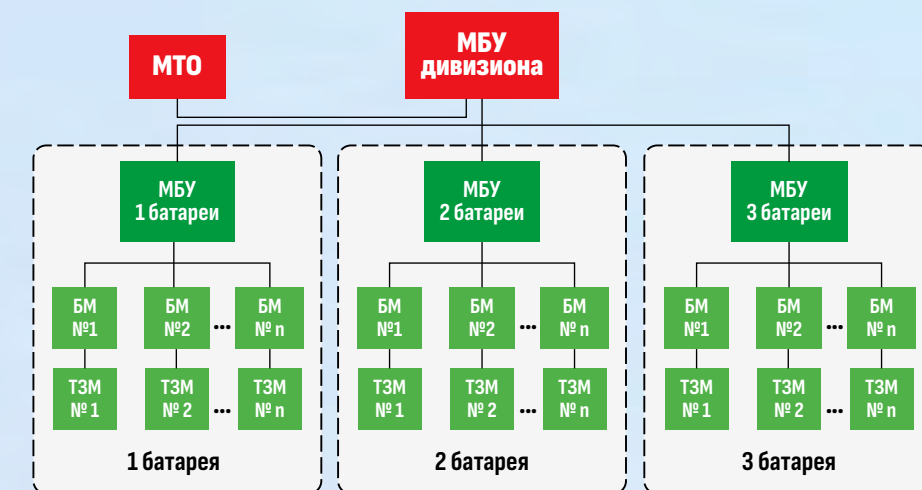 МТО
МБУ
дивизиона
МБУ
1 батареи
БМ
№1
БМ
№2
...
БМ
№ n
ТЗМ
№ 1
ТЗМ
№ 2
...
ТЗМ
№ n
1 батарея
МБУ
2 батареи
БМ
№1
БМ
№2
...
БМ
№ n
ТЗМ
№ 1
ТЗМ
№ 2
...
ТЗМ
№ n
2 батарея
МБУ
3 батареи
БМ
№1
БМ
№2
...
БМ
№ n
ТЗМ
№ 1
ТЗМ
№ 2
...
ТЗМ
№ n
3 батарея